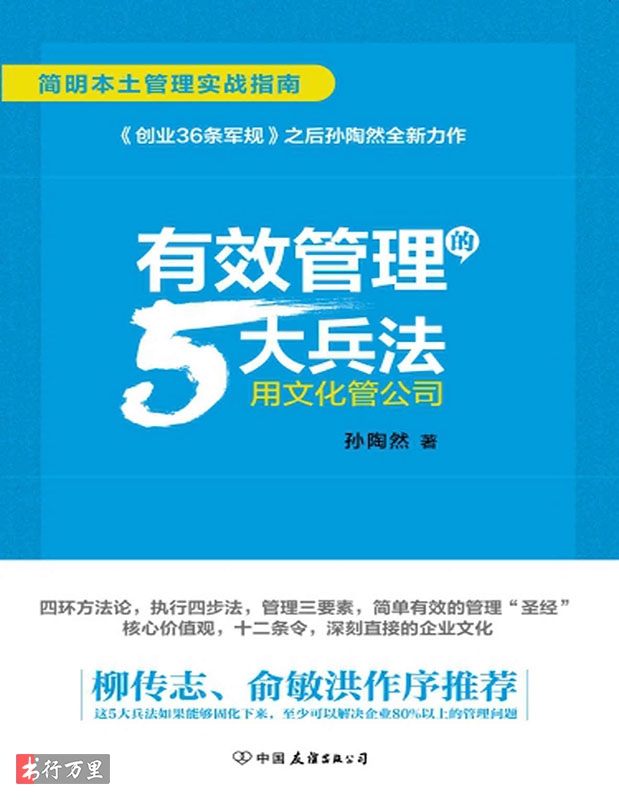 简明本土管理实战指南
《创业36条军规》之后孙陶然全新力作
有效管理的
5大兵法
用文化管公司
孙陶然 著
四环方法论，执行四步法，管理三要素，简单有效的管理“圣经”
核心价值观，十二条令，深刻直接的企业文化
柳传志、俞敏洪作序推荐
这5大兵法如果能够固化下来，至少可以解决企业80%以上的管理问题
中国友谊出版公司
书行万里